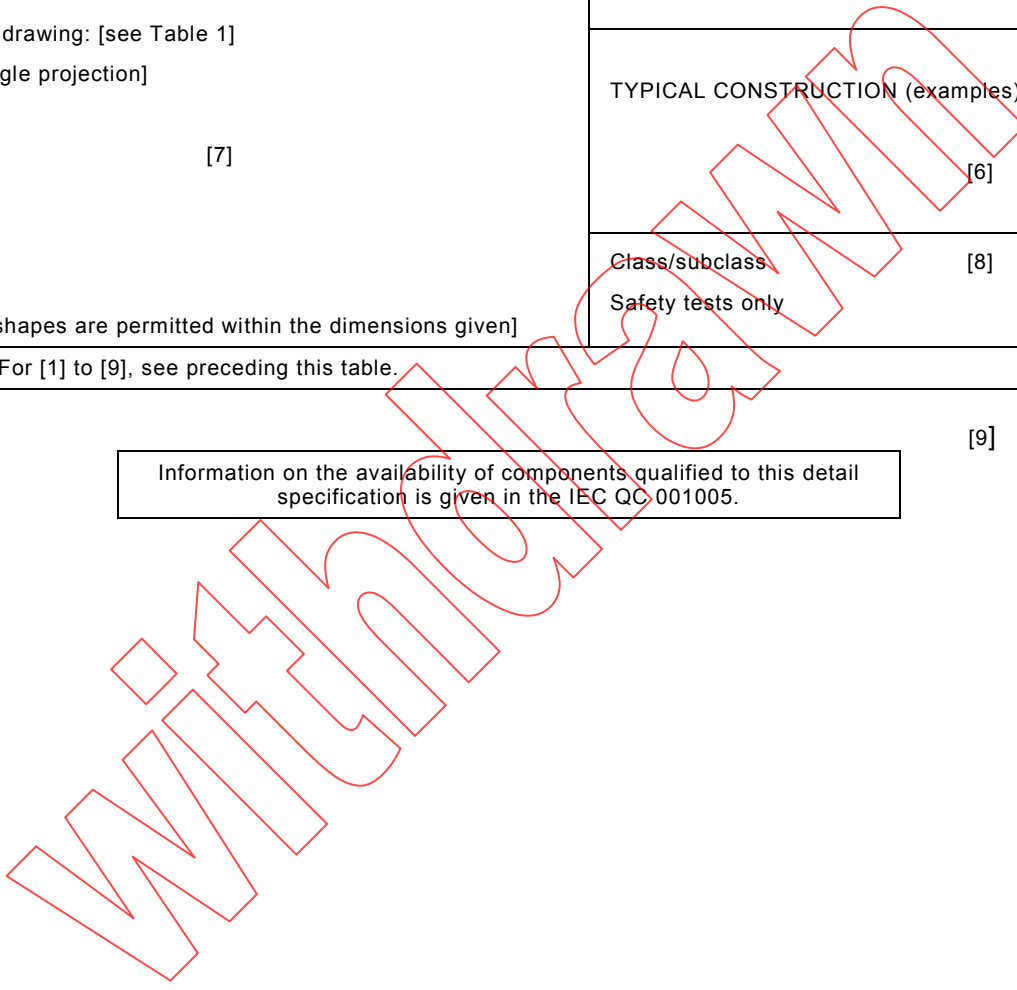 drawing: [see Table 1]
gle projection]
TYPICAL CONSTRUCTION (examples)
[7]
[6]
Class/subclass [8]
Safety tests only
shapes are permitted within the dimensions given]
For [1] to [9], see preceding this table.
[9]
Information on the availability of components qualified to this detail
specification is given in the IEC QC 001005.
withdrawn